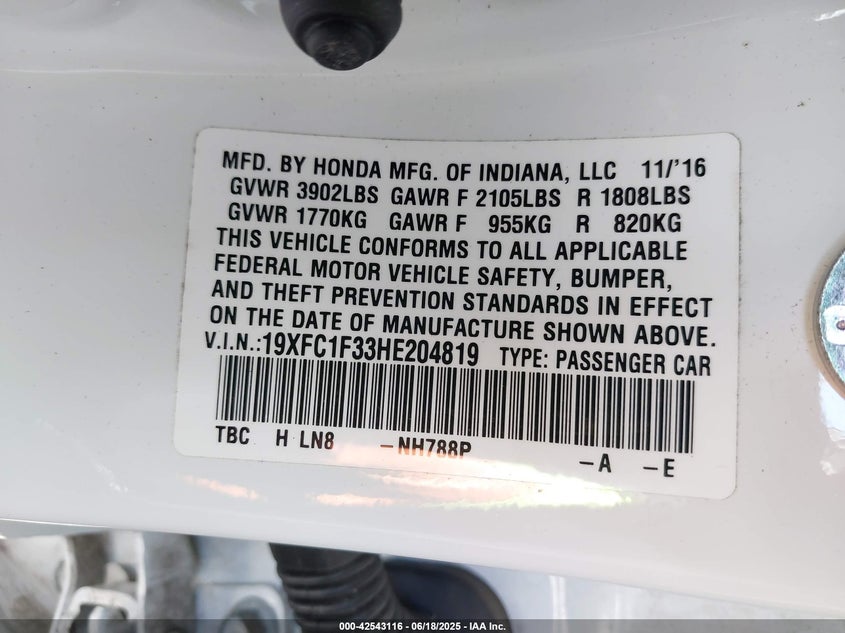 MFD. BY HONDA MFG. OF INDIANA, LLC 11/'16
GVWR 3902LBS GAWR F 2105LBS R 1808LBS
GVWR 1770KG GAWR F 955KG R 820KG
THIS VEHICLE CONFORMS TO ALL APPLICABLE
FEDERAL MOTOR VEHICLE SAFETY, BUMPER,
AND THEFT PREVENTION STANDARDS IN EFFECT
ON THE DATE OF MANUFACTURE SHOWN ABOVE.
V.I.N.:19XFC1F33HE204819 TYPE: PASSENGER CAR
TBC H LN8 -NH788P -A -E
000-42543116 - 06/18/2025 - IAA Inc.